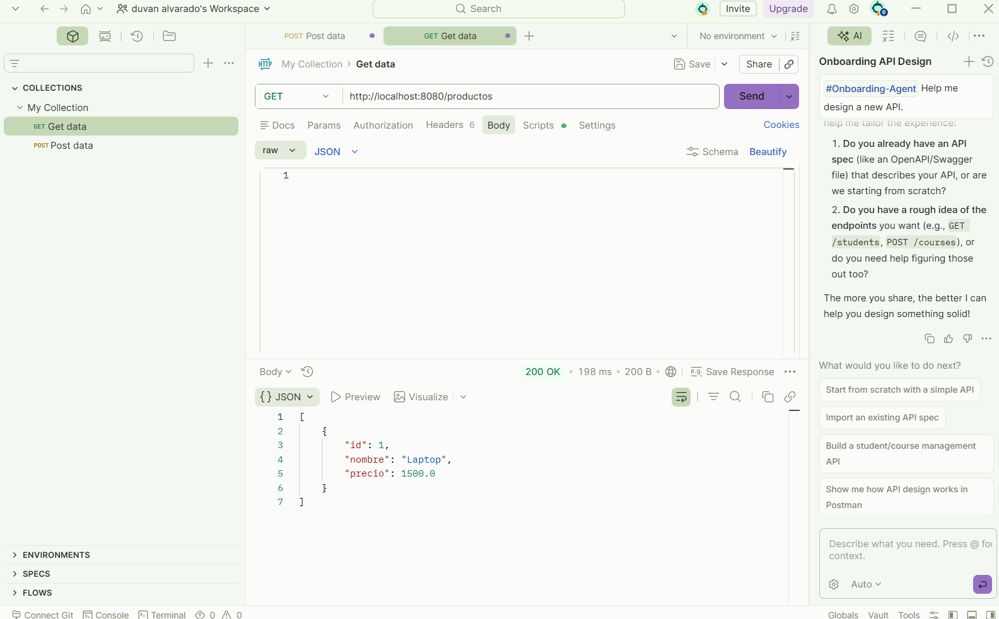 duvan alvarado's Workspace
Search
Invite
Upgrade
D
POST Post data
GET Get data
No environment
AI
HTTP
My Collection > Get data
Save
Share
Onboarding API Design
COLLECTIONS
My Collection
GET Get data
POST Post data
GET
http://localhost:8080/productos
Send
Docs
Params
Authorization
Headers 6
Body
Scripts
Settings
Cookies
raw
JSON
Schema
Beautify
1
#Onboarding-Agent Help me
design a new API.
help me tailor the experience:
1. Do you already have an API
spec (like an OpenAPI/Swagger
file) that describes your API, or are
we starting from scratch?
2. Do you have a rough idea of the
endpoints you want (e.g., GET
/students, POST /courses), or
do you need help figuring those
out too?
The more you share, the better I can
help you design something solid!
Body
200 OK • 198 ms • 200 B •
e.g. Save Response
{} JSON
Preview
Visualize
1 [
2 {
3 "id": 1,
4 "nombre": "Laptop",
5 "precio": 1500.0
6 }
7 ]
What would you like to do next?
Start from scratch with a simple API
Import an existing API spec
Build a student/course management
API
Show me how API design works in
Postman
Describe what you need. Press @ for
context.
Auto
ENVIRONMENTS
SPECS
FLOWS
Connect Git
Console
Terminal
0
0
Globals
Vault
Tools